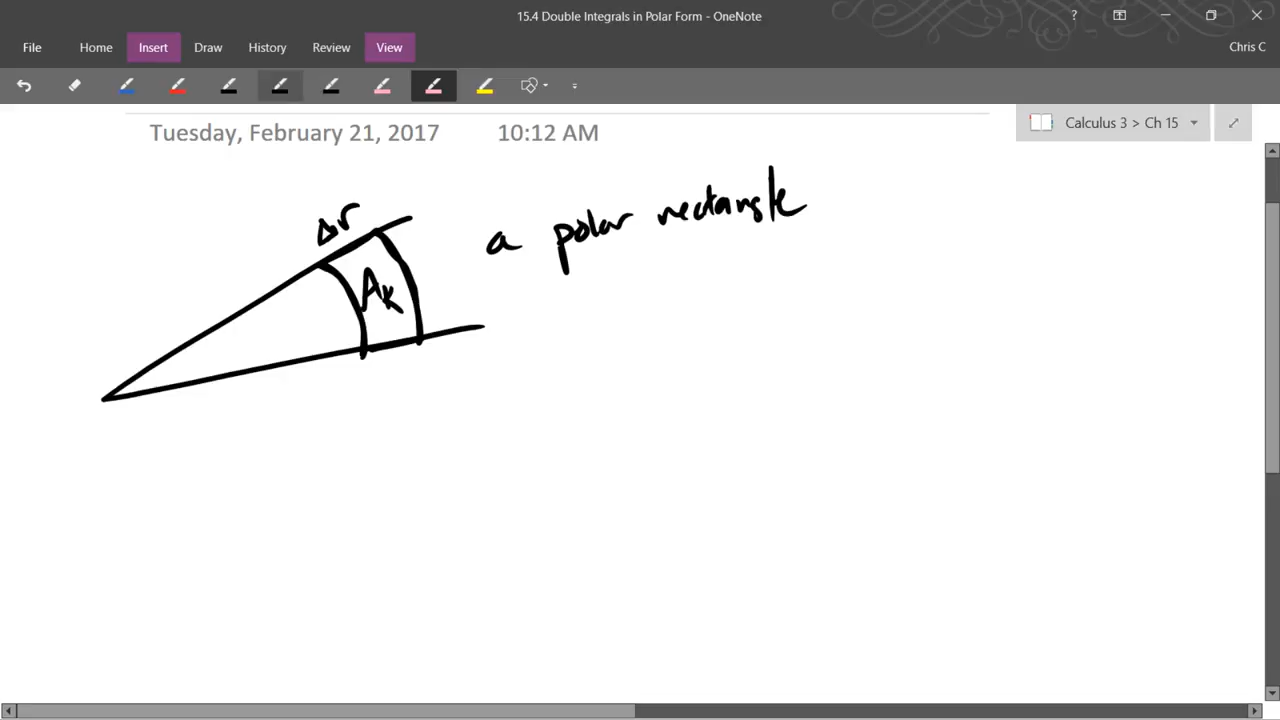 15.4 Double Integrals in Polar Form - OneNote
?
File Home Insert Draw History Review View
Chris C
Tuesday, February 21, 2017 10:12 AM
Calculus 3 > Ch 15
Δr
a polar rectangle
A_k